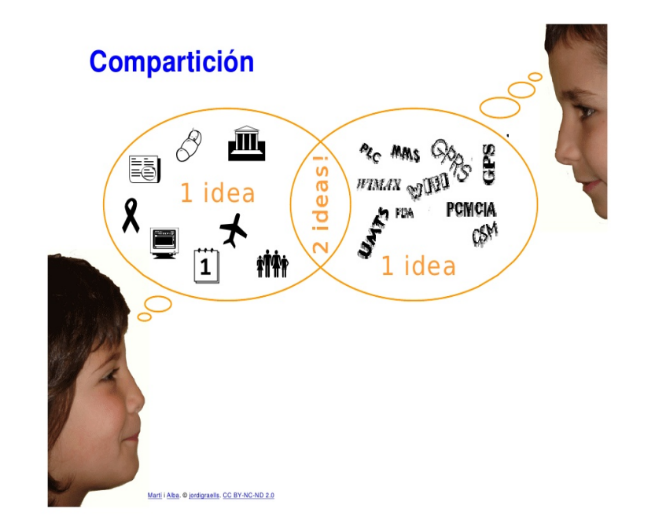 Compartición
1 idea
1
2 ideas!
PLC MMS GPRS GPS
WIMAX WIFI
UMTS PDA PCMCIA
GSM
1 idea
Martí i Alba, © jordigraells, CC BY-NC-ND 2.0